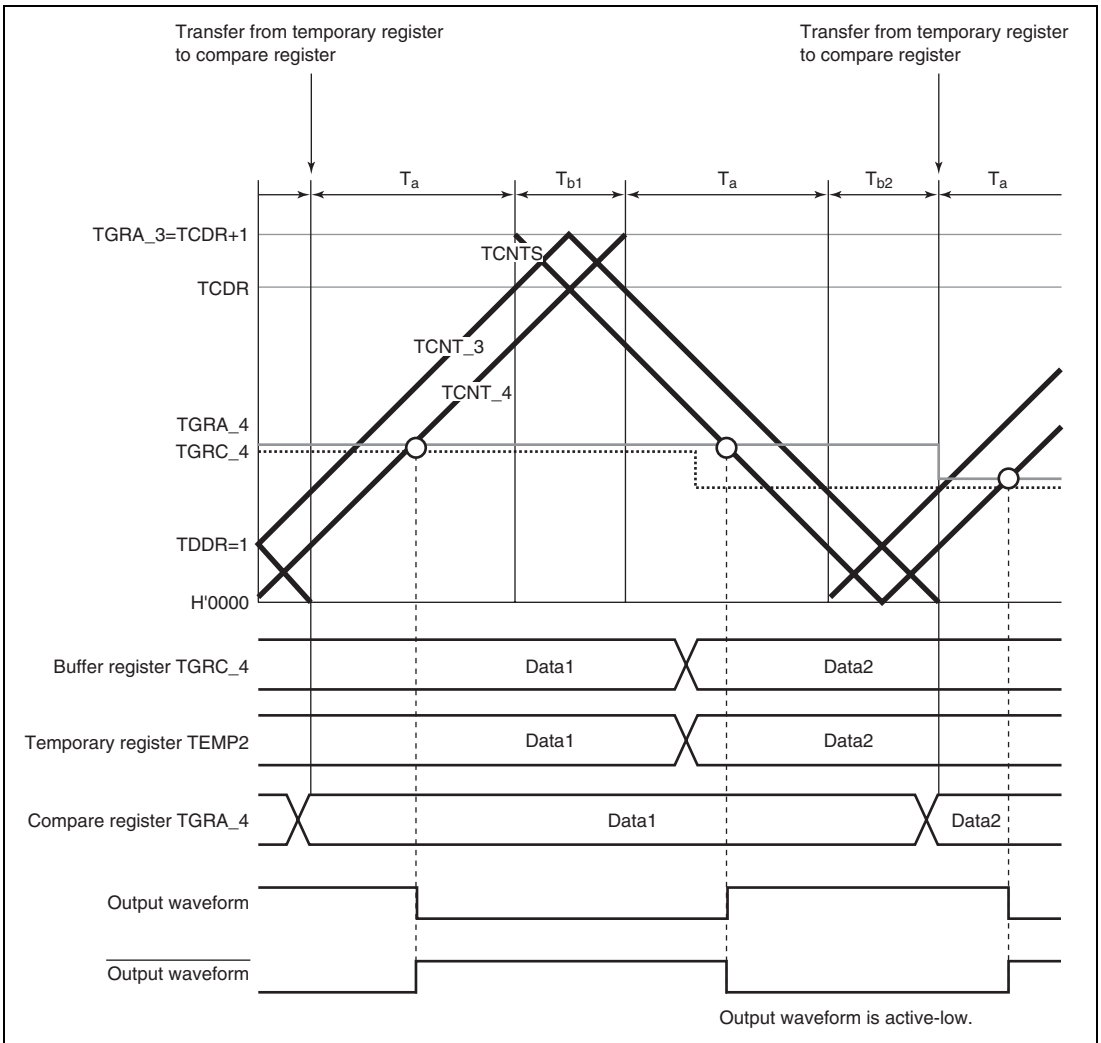 Transfer from temporary register
to compare register
Transfer from temporary register
to compare register
Ta
Tb1
Ta
Tb2
Ta
TGRA_3=TCDR+1
TCNTS
TCDR
TCNT_3
TCNT_4
TGRA_4
TGRC_4
TDDR=1
H'0000
Buffer register TGRC_4
Data1
Data2
Temporary register TEMP2
Data1
Data2
Compare register TGRA_4
Data1
Data2
Output waveform
Output waveform
Output waveform is active-low.